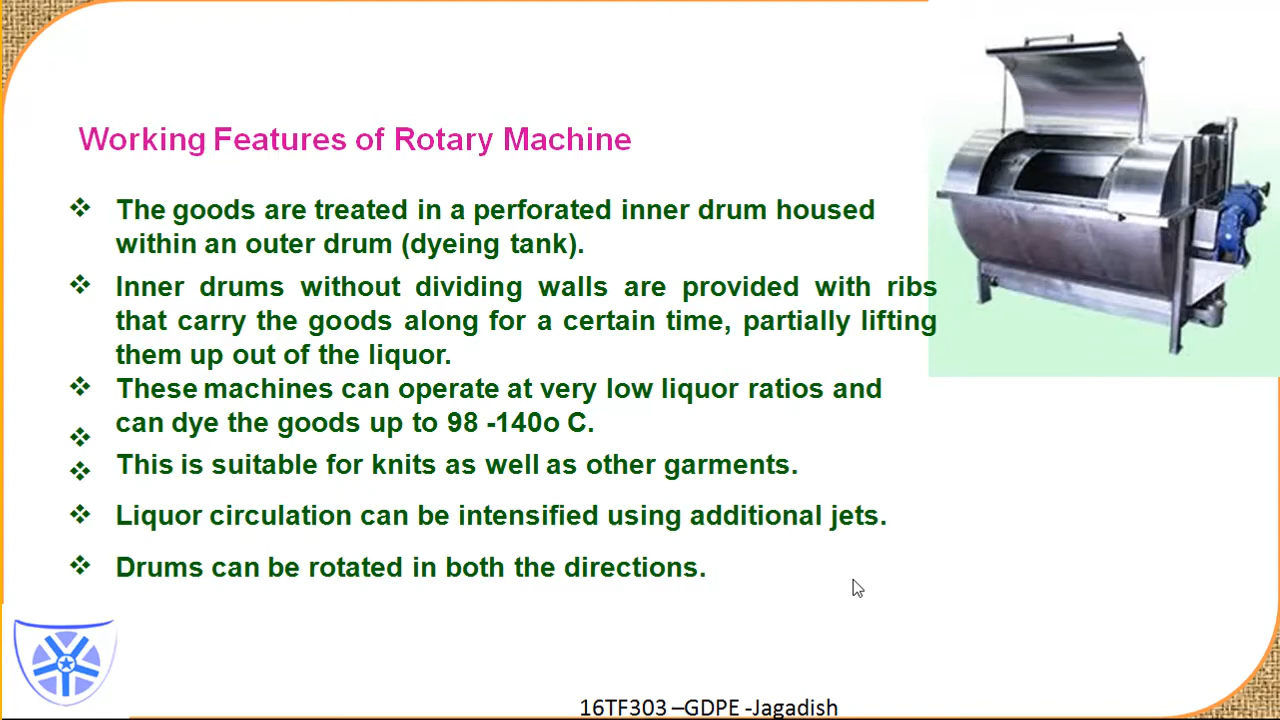 Working Features of Rotary Machine
❖ The goods are treated in a perforated inner drum housed
within an outer drum (dyeing tank).
❖ Inner drums without dividing walls are provided with ribs
that carry the goods along for a certain time, partially lifting
them up out of the liquor.
❖ These machines can operate at very low liquor ratios and
can dye the goods up to 98 -140o C.
❖
❖ This is suitable for knits as well as other garments.
❖ Liquor circulation can be intensified using additional jets.
❖ Drums can be rotated in both the directions.
16TF303 –GDPE -Jagadish